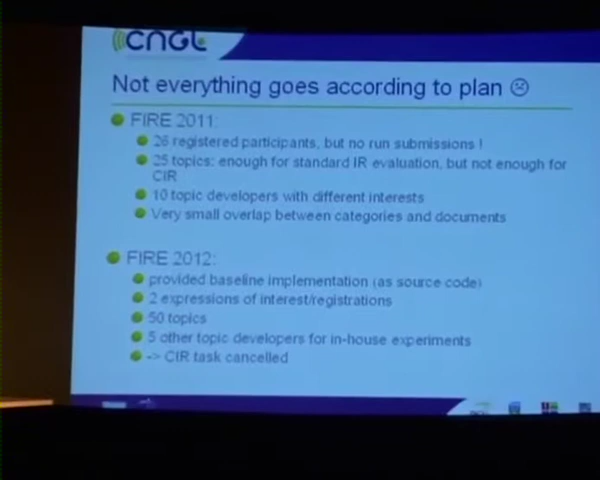 CNGL
Not everything goes according to plan ☹
FIRE 2011:
26 registered participants, but no run submissions !
25 topics: enough for standard IR evaluation, but not enough for
CIR
10 topic developers with different interests
Very small overlap between categories and documents
FIRE 2012:
provided baseline implementation (as source code)
2 expressions of interest/registrations
50 topics
5 other topic developers for in-house experiments
-> CIR task cancelled